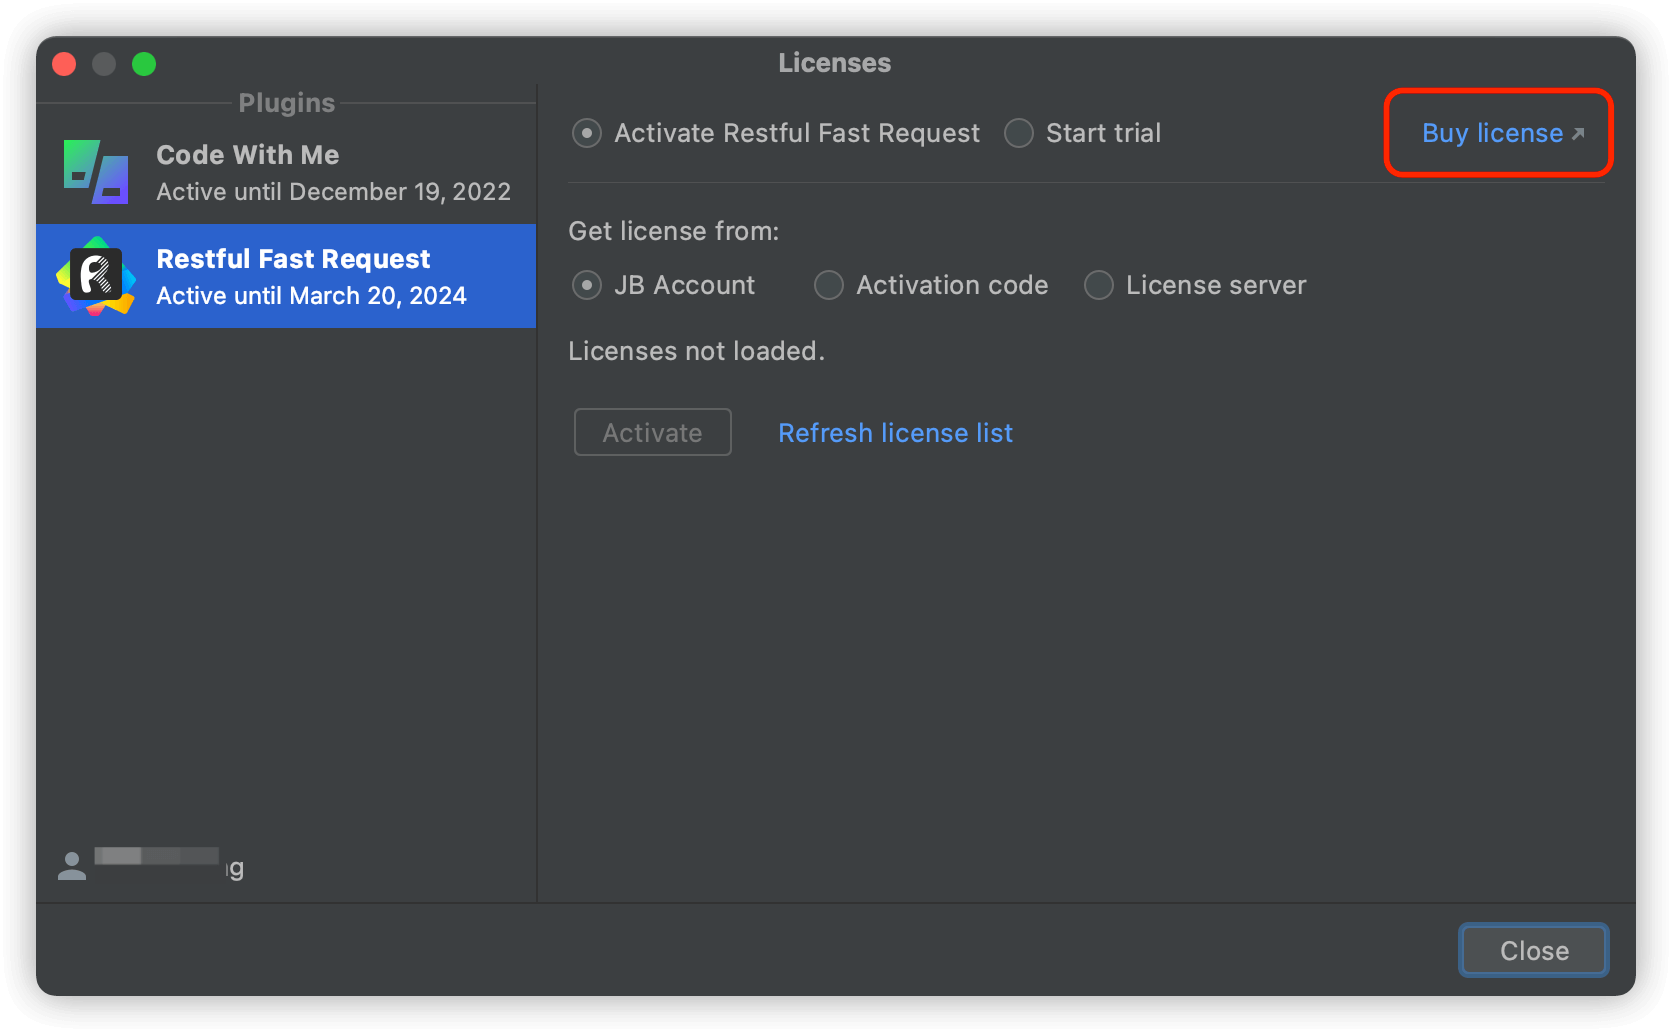 Licenses
Plugins
Code With Me
Active until December 19, 2022
Restful Fast Request
Active until March 20, 2024
Activate Restful Fast Request Start trial Buy license
Get license from:
JB Account Activation code License server
Licenses not loaded.
Activate Refresh license list
Close